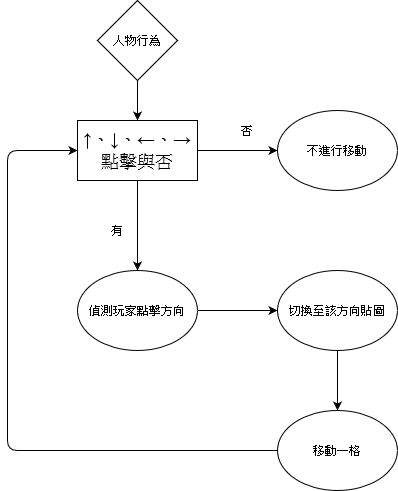 人物行為
↑、↓、←、→
點擊與否
否
不進行移動
有
偵測玩家點擊方向
切換至該方向貼圖
移動一格